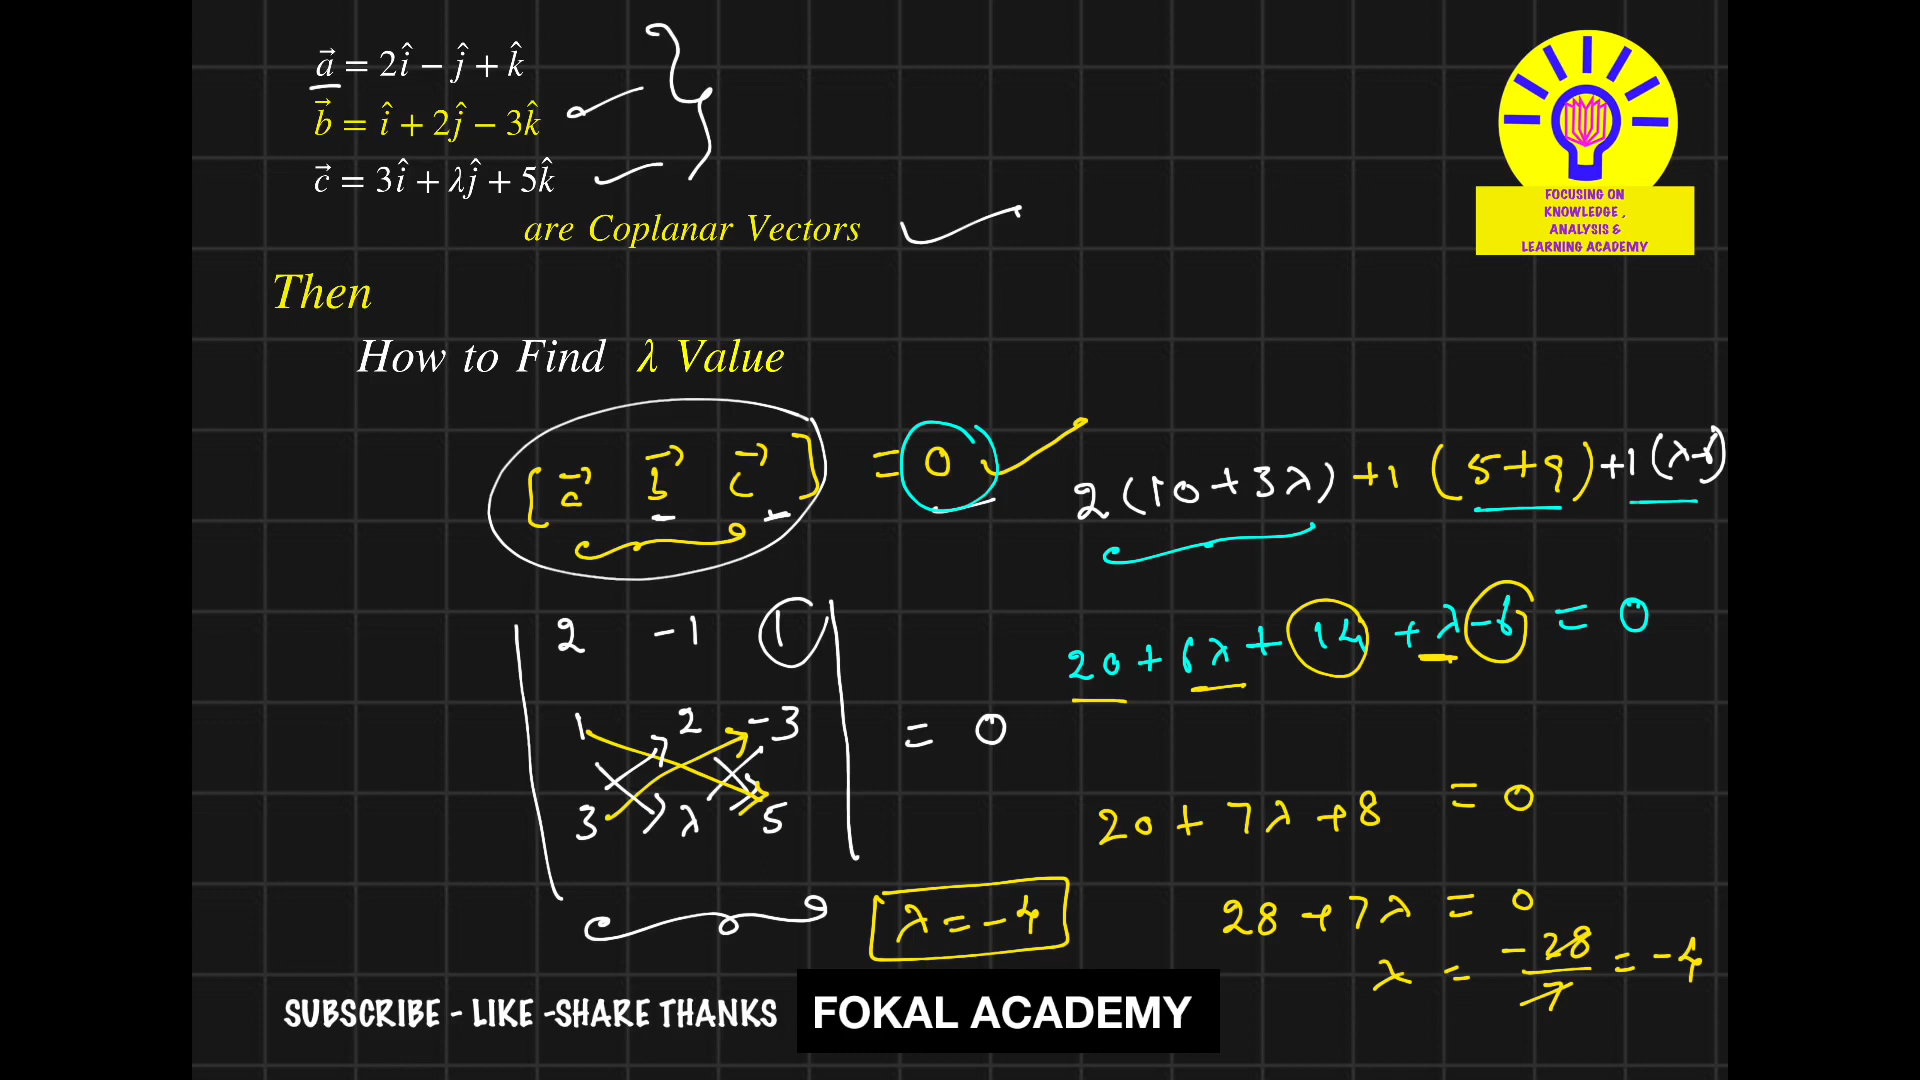 a⃗ = 2î − ĵ + k̂
b⃗ = î + 2ĵ − 3k̂
c⃗ = 3î + λĵ + 5k̂
are Coplanar Vectors
Then
How to Find λ Value
[a⃗ b⃗ c⃗] = 0
2 -1 1
1 2 -3
3 λ 5
= 0
λ = -4
2(10+3λ) +1 (5+9) +1(λ-6)
20 + 6λ + 14 + λ - 6 = 0
20 + 7λ + 8 = 0
28 + 7λ = 0
λ = -28/7 = -4
FOCUSING ON
KNOWLEDGE ,
ANALYSIS &
LEARNING ACADEMY
SUBSCRIBE - LIKE -SHARE THANKS
FOKAL ACADEMY